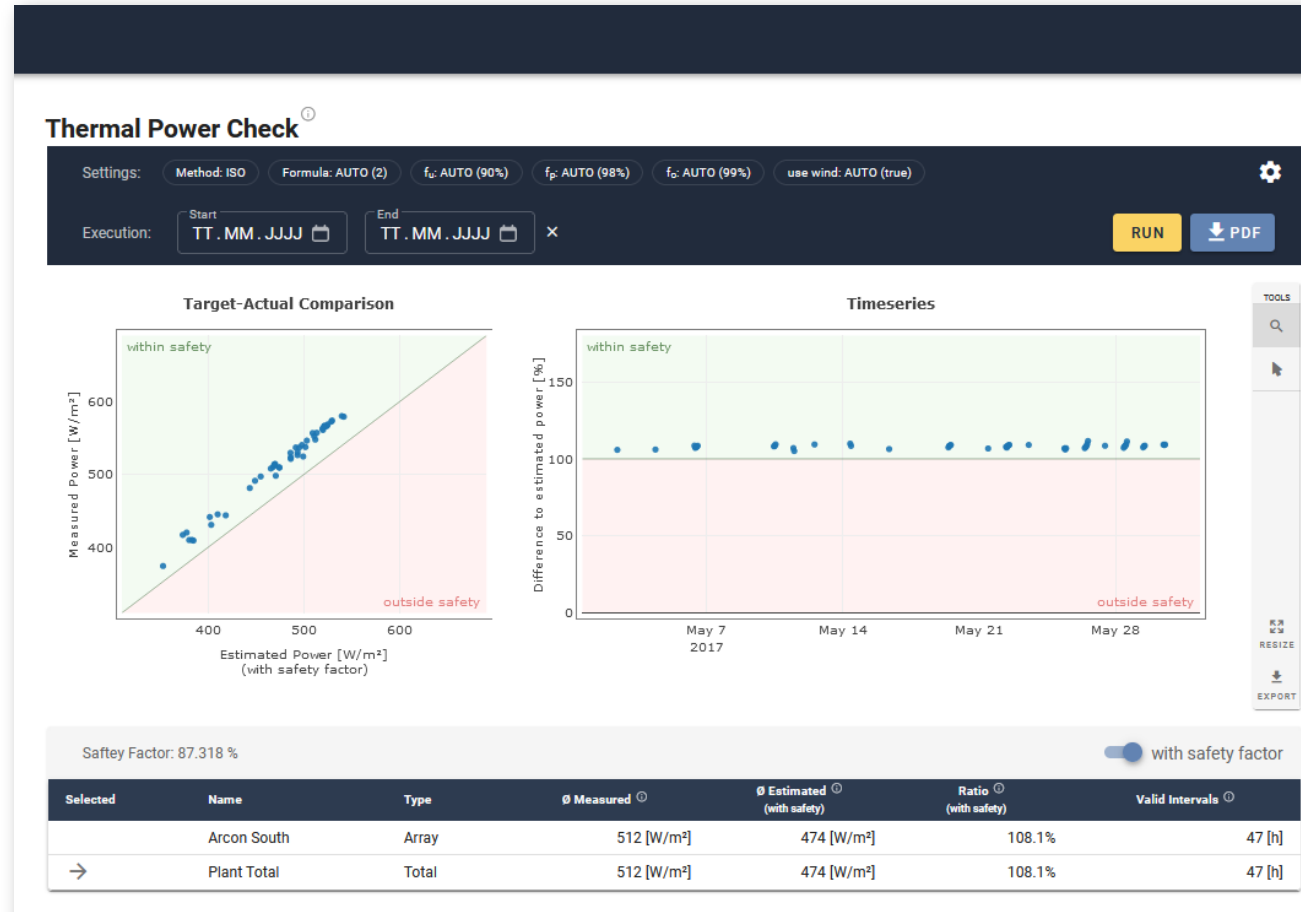 Thermal Power Check
Settings: Method: ISO Formula: AUTO (2) fᵤ: AUTO (90%) fₚ: AUTO (98%) fₒ: AUTO (99%) use wind: AUTO (true)
Execution: Start TT.MM.JJJJ End TT.MM.JJJJ × RUN PDF
Target-Actual Comparison
within safety
Measured Power [W/m²]
600
500
400
outside safety
400 500 600
Estimated Power [W/m²]
(with safety factor)
Timeseries
within safety
Difference to estimated power [%]
150
100
50
0
outside safety
May 7 May 14 May 21 May 28
2017
TOOLS
RESIZE
EXPORT
Saftey Factor: 87.318 % with safety factor
Selected Name Type Ø Measured Ø Estimated (with safety) Ratio (with safety) Valid Intervals
Arcon South Array 512 [W/m²] 474 [W/m²] 108.1% 47 [h]
Plant Total Total 512 [W/m²] 474 [W/m²] 108.1% 47 [h]